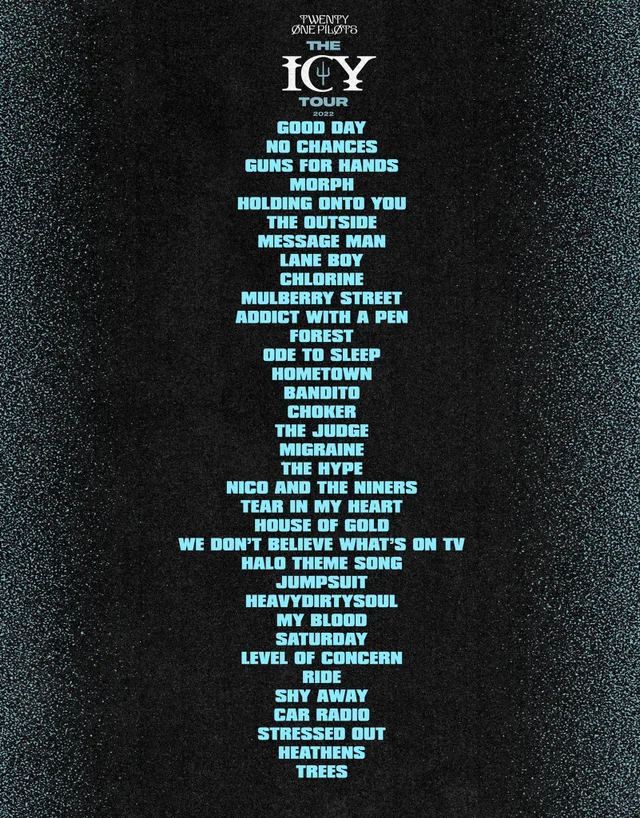 TWENTY
ØNE PILØTS
THE
ICY
TOUR
2022
GOOD DAY
NO CHANCES
GUNS FOR HANDS
MORPH
HOLDING ONTO YOU
THE OUTSIDE
MESSAGE MAN
LANE BOY
CHLORINE
MULBERRY STREET
ADDICT WITH A PEN
FOREST
ODE TO SLEEP
HOMETOWN
BANDITO
CHOKER
THE JUDGE
MIGRAINE
THE HYPE
NICO AND THE NINERS
TEAR IN MY HEART
HOUSE OF GOLD
WE DON'T BELIEVE WHAT'S ON TV
HALO THEME SONG
JUMPSUIT
HEAVYDIRTYSOUL
MY BLOOD
SATURDAY
LEVEL OF CONCERN
RIDE
SHY AWAY
CAR RADIO
STRESSED OUT
HEATHENS
TREES